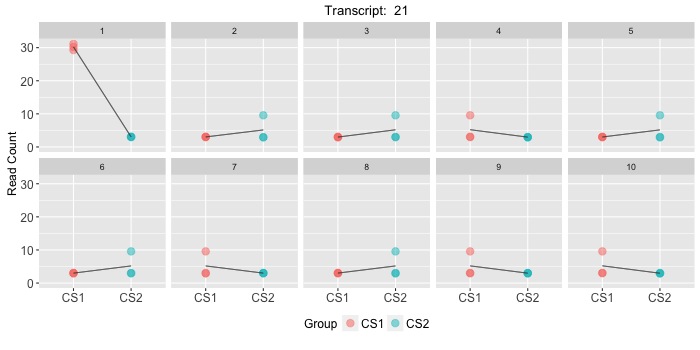 Transcript: 21
1 2 3 4 5
30
20
10
0
Read Count
6 7 8 9 10
30
20
10
0
CS1 CS2 CS1 CS2 CS1 CS2 CS1 CS2 CS1 CS2
Group CS1 CS2